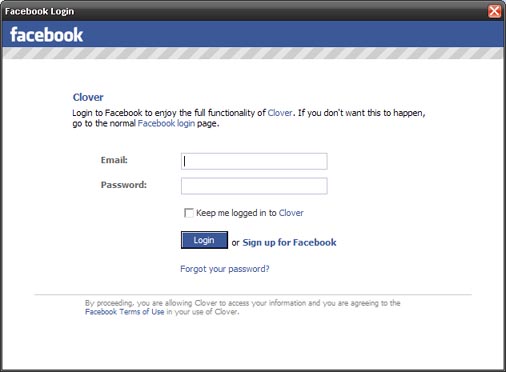 Facebook Login
facebook
Clover
Login to Facebook to enjoy the full functionality of Clover. If you don't want this to happen,
go to the normal Facebook login page.
Email:
Password:
Keep me logged in to Clover
Login or Sign up for Facebook
Forgot your password?
By proceeding, you are allowing Clover to access your information and you are agreeing to the
Facebook Terms of Use in your use of Clover.